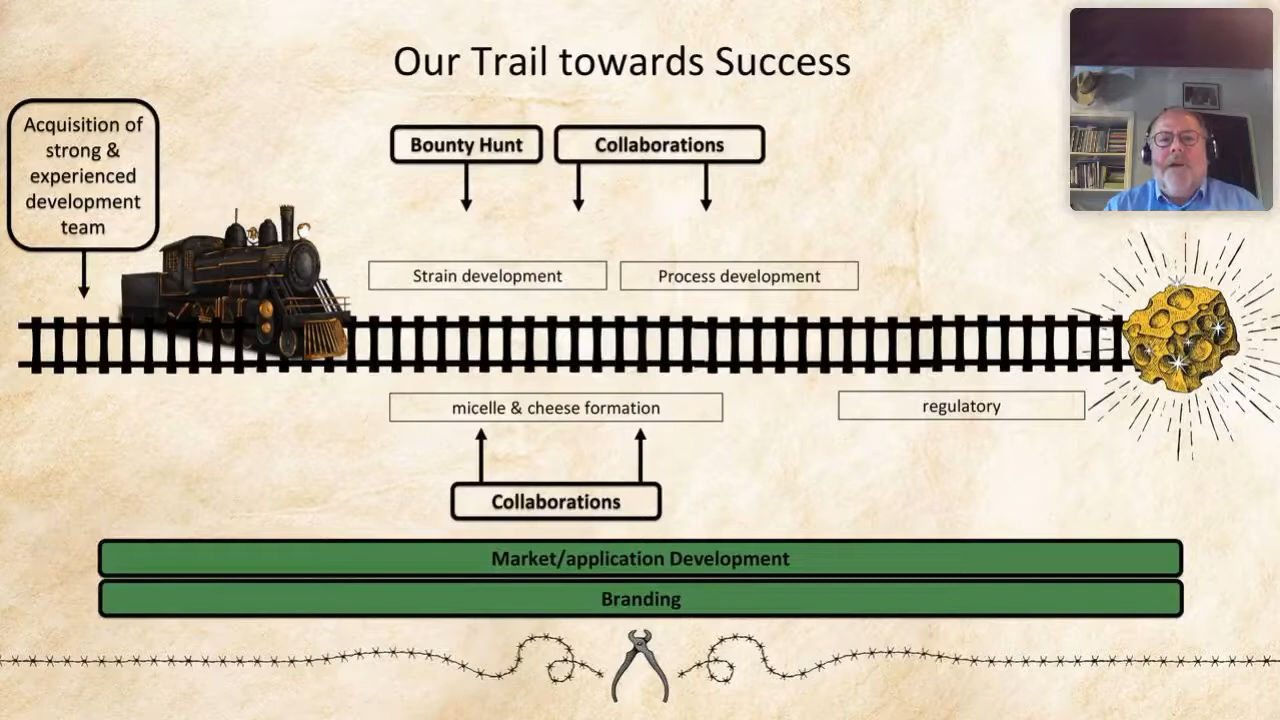 Our Trail towards Success
Acquisition of
strong &
experienced
development
team
Bounty Hunt
Collaborations
Strain development
Process development
micelle & cheese formation
regulatory
Collaborations
Market/application Development
Branding